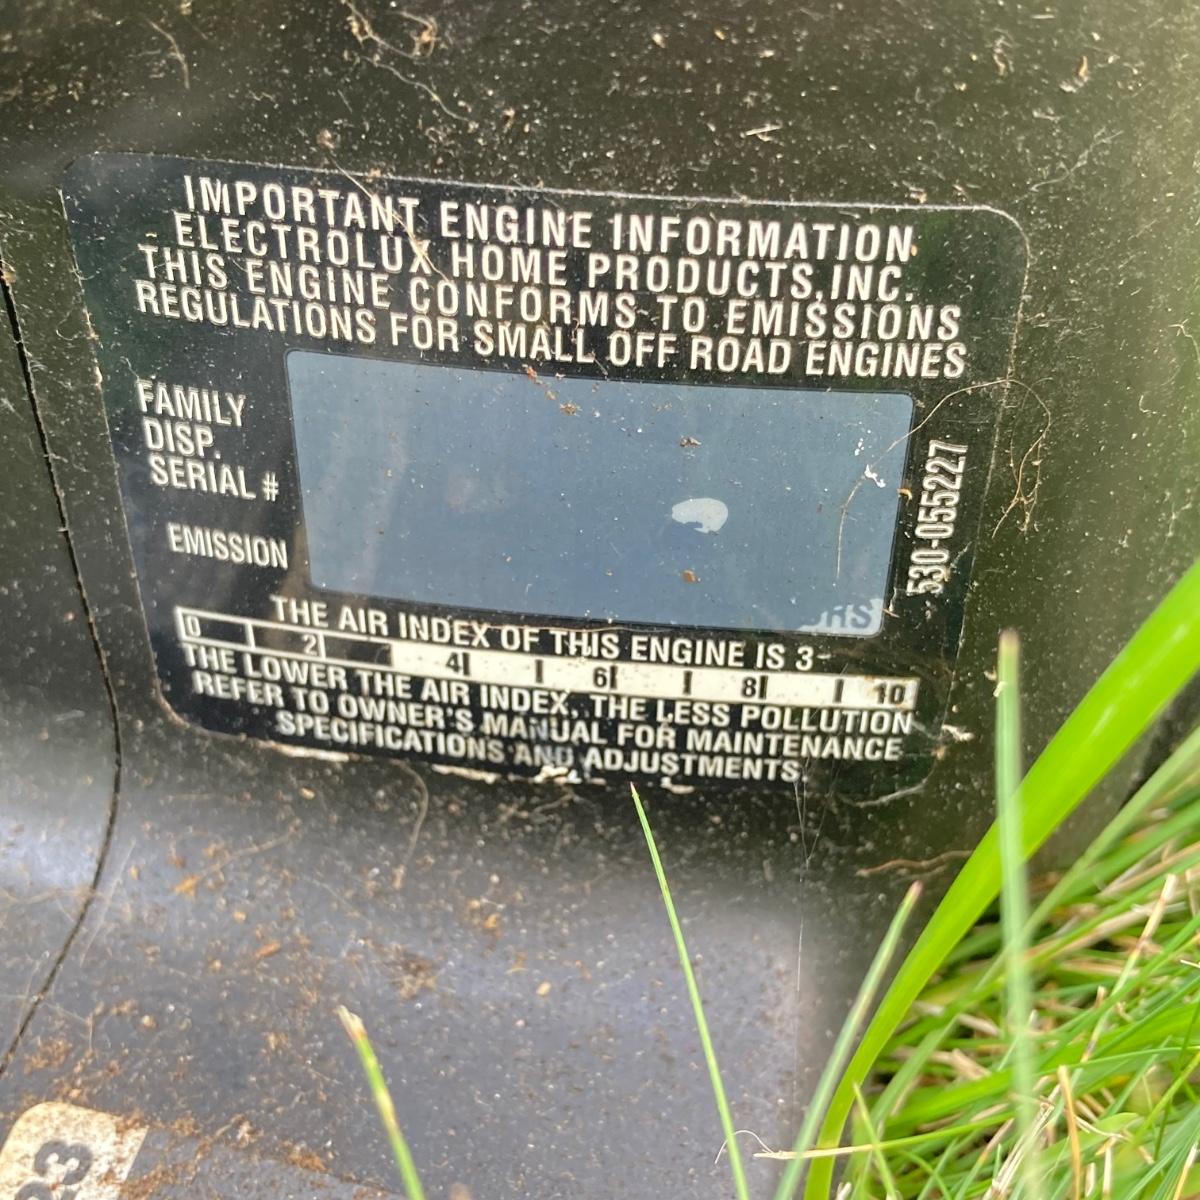 IMPORTANT ENGINE INFORMATION
ELECTROLUX HOME PRODUCTS, INC.
THIS ENGINE CONFORMS TO EMISSIONS
REGULATIONS FOR SMALL OFF ROAD ENGINES
FAMILY
DISP.
SERIAL #
EMISSION
HRS
530-055227
THE AIR INDEX OF THIS ENGINE IS 3
0 2 4 6 8 10
THE LOWER THE AIR INDEX, THE LESS POLLUTION
REFER TO OWNER'S MANUAL FOR MAINTENANCE
SPECIFICATIONS AND ADJUSTMENTS.
23